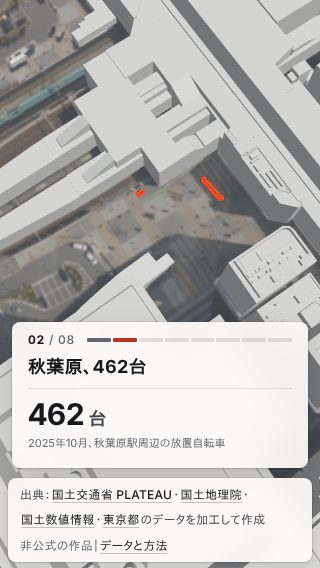 02 / 08
秋葉原、462台
462 台
2025年10月、秋葉原駅周辺の放置自転車
出典：国土交通省 PLATEAU・国土地理院・
国土数値情報・東京都のデータを加工して作成
非公式の作品 | データと方法